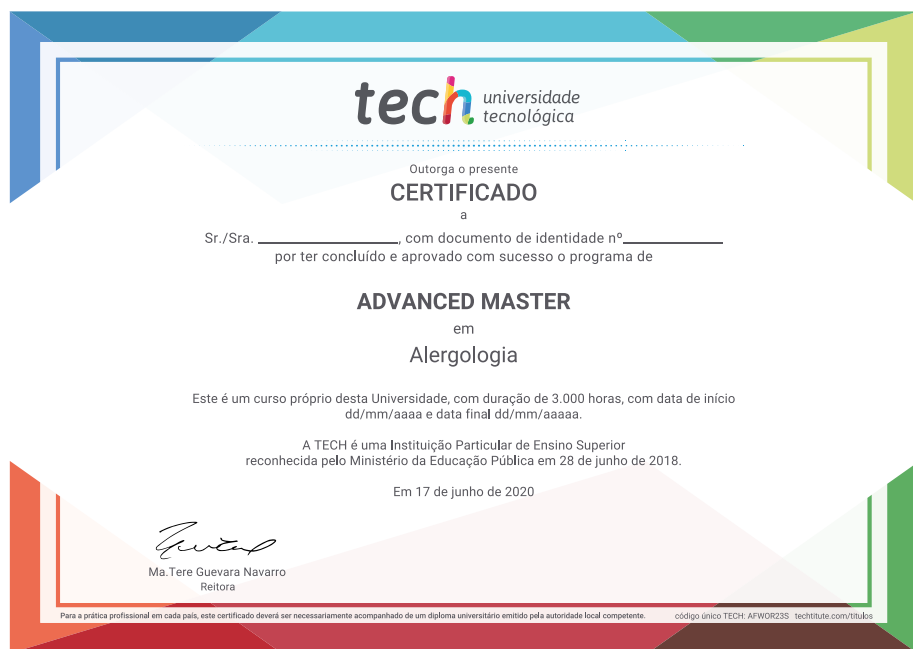 tech universidade
tecnológica
Outorga o presente
CERTIFICADO
a
Sr./Sra. ____________, com documento de identidade nº____________
por ter concluído e aprovado com sucesso o programa de
ADVANCED MASTER
em
Alergologia
Este é um curso próprio desta Universidade, com duração de 3.000 horas, com data de início
dd/mm/aaaa e data final dd/mm/aaaaa.
A TECH é uma Instituição Particular de Ensino Superior
reconhecida pelo Ministério da Educação Pública em 28 de junho de 2018.
Em 17 de junho de 2020
Ma.Tere Guevara Navarro
Reitora
Para a prática profissional em cada país, este certificado deverá ser necessariamente acompanhado de um diploma universitário emitido pela autoridade local competente. código único TECH: AFWOR23S techtitute.com/titulos